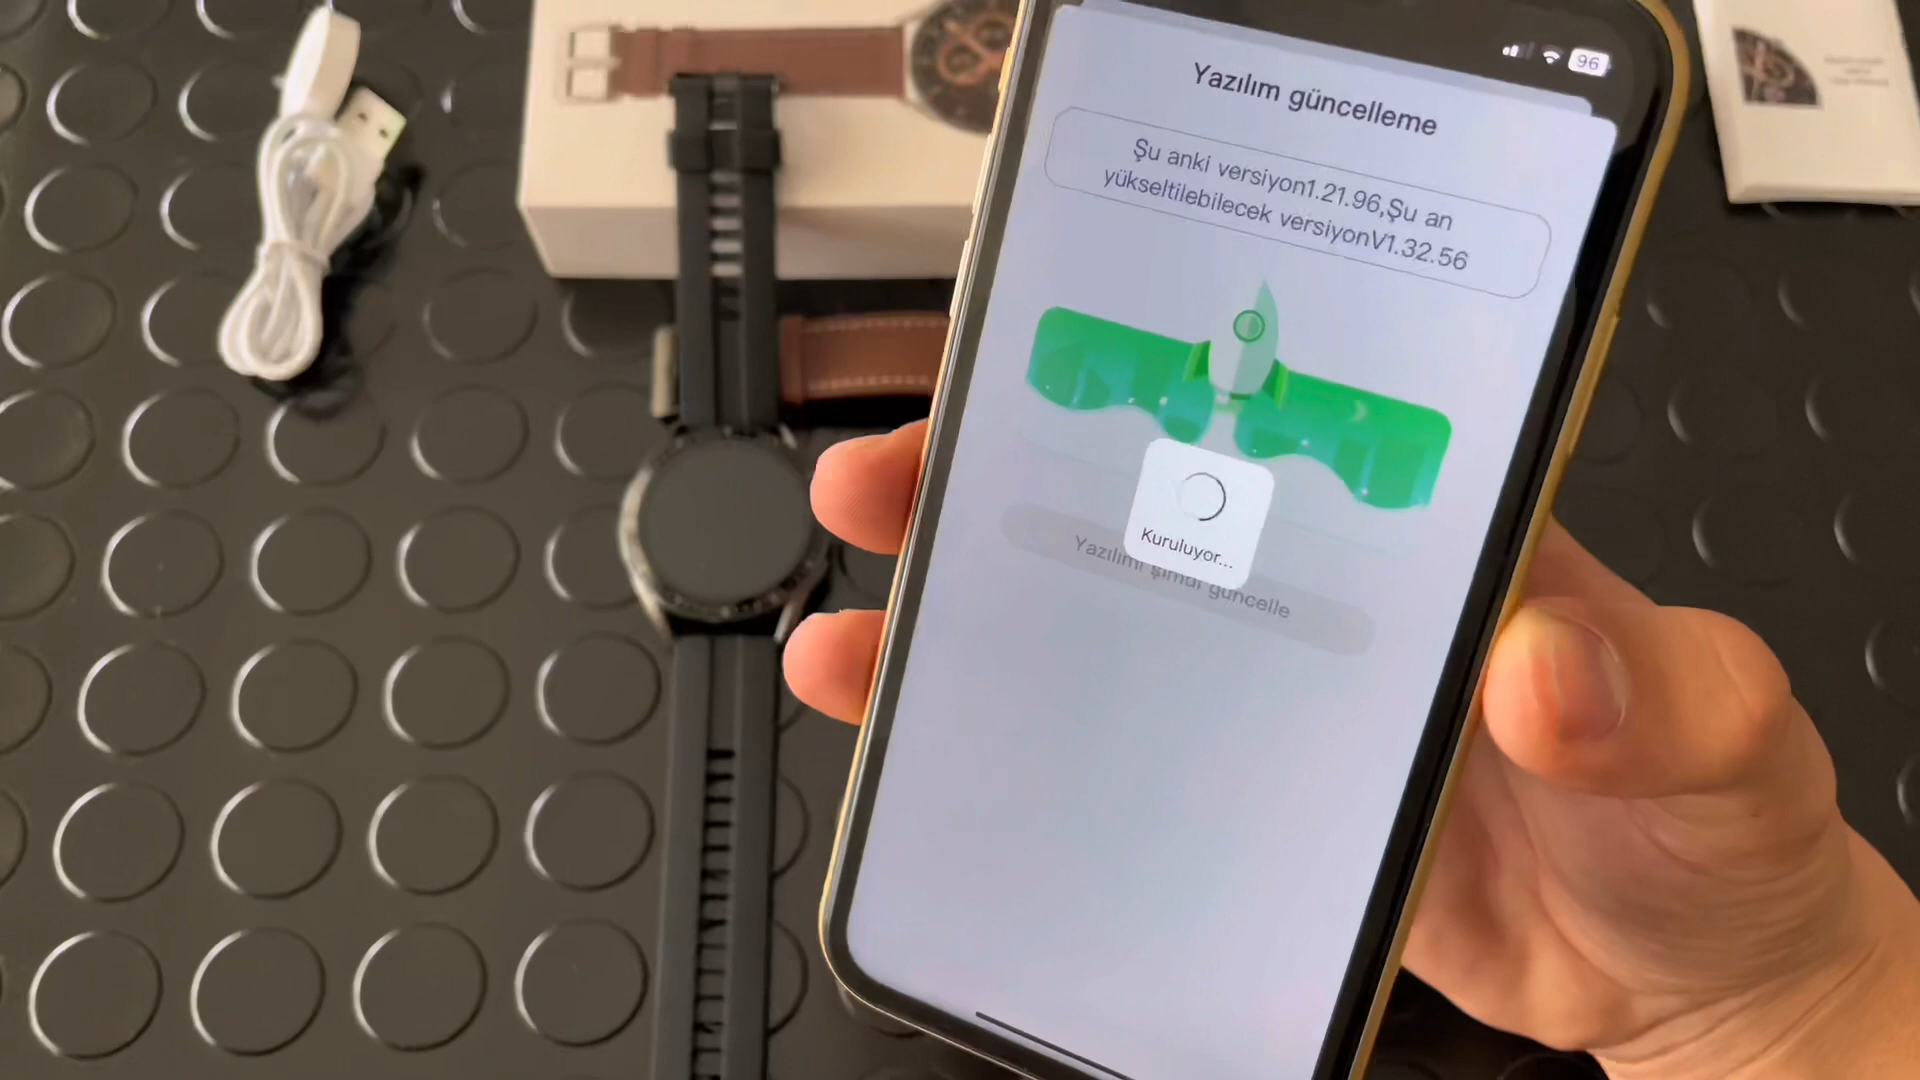 96
Yazılım güncelleme
Şu anki versiyon1.21.96,Şu an
yükseltilebilecek versiyonV1.32.56
Kuruluyor...
Yazılımı şimdi güncelle